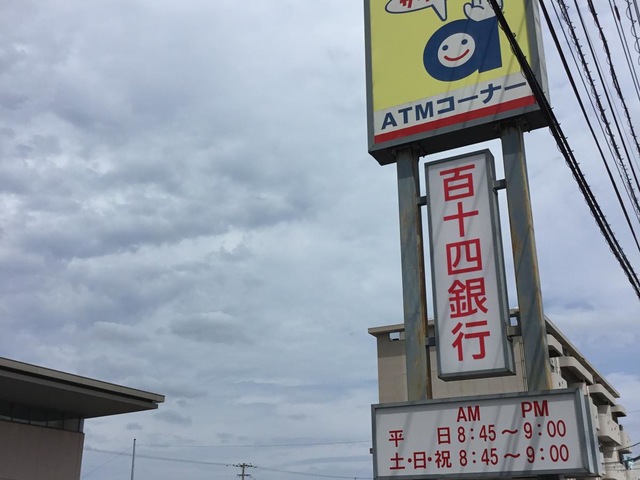 ATMコーナー
百十四銀行
AM PM
平 日 8:45～9:00
土・日・祝 8:45～9:00